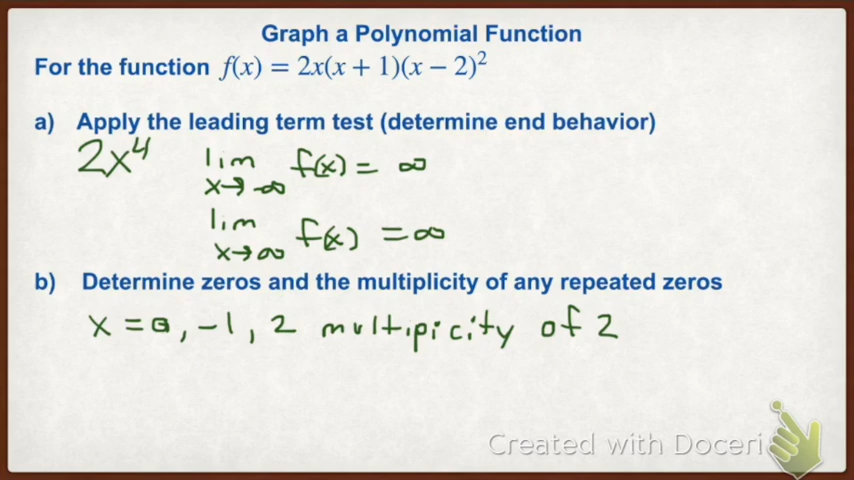 Graph a Polynomial Function
For the function f(x) = 2x(x + 1)(x − 2)²
a) Apply the leading term test (determine end behavior)
2x⁴ lim x→-∞ f(x) = ∞
lim x→∞ f(x) = ∞
b) Determine zeros and the multiplicity of any repeated zeros
x = 0, -1, 2 multipicity of 2
Created with Doceri